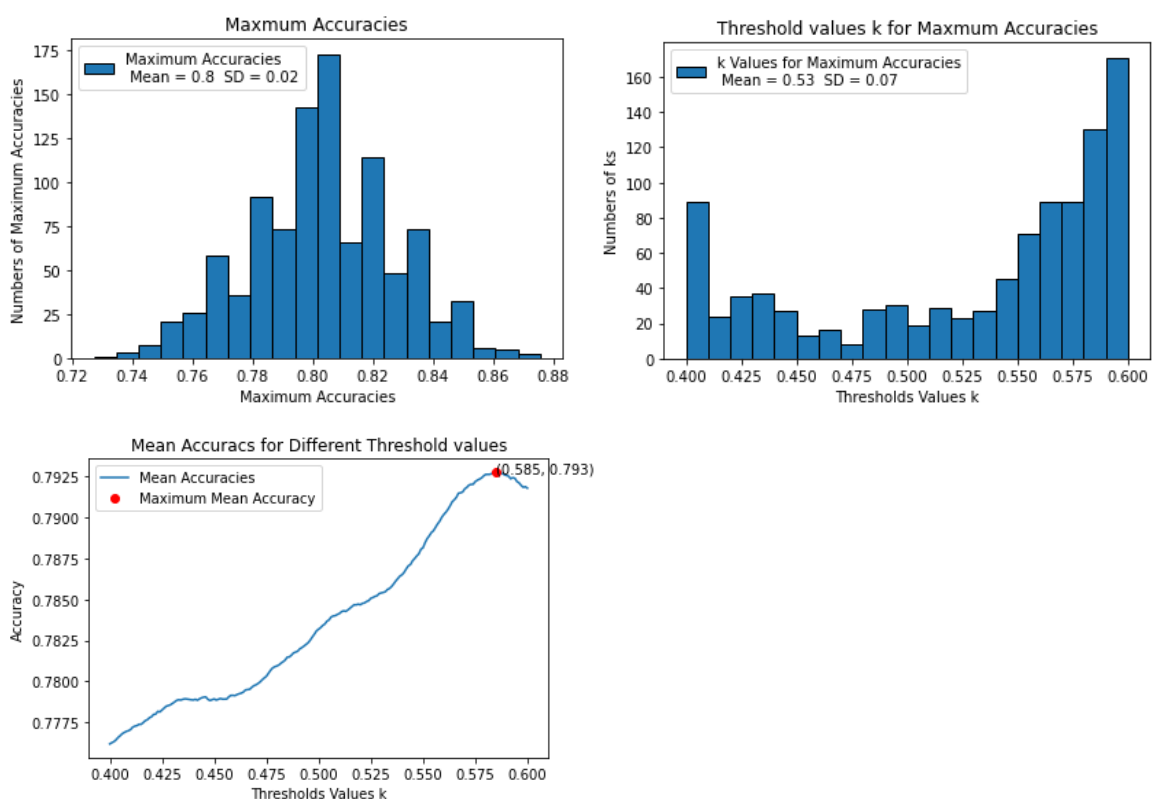 Maxmum Accuracies
Numbers of Maximum Accuracies
175
150
125
100
75
50
25
0
Maximum Accuracies
Mean = 0.8 SD = 0.02
0.72 0.74 0.76 0.78 0.80 0.82 0.84 0.86 0.88
Maximum Accuracies
Threshold values k for Maxmum Accuracies
Numbers of ks
160
140
120
100
80
60
40
20
0
k Values for Maximum Accuracies
Mean = 0.53 SD = 0.07
0.400 0.425 0.450 0.475 0.500 0.525 0.550 0.575 0.600
Thresholds Values k
Mean Accuracs for Different Threshold values
Accuracy
0.7925
0.7900
0.7875
0.7850
0.7825
0.7800
0.7775
Mean Accuracies
Maximum Mean Accuracy
(0.585, 0.793)
0.400 0.425 0.450 0.475 0.500 0.525 0.550 0.575 0.600
Thresholds Values k